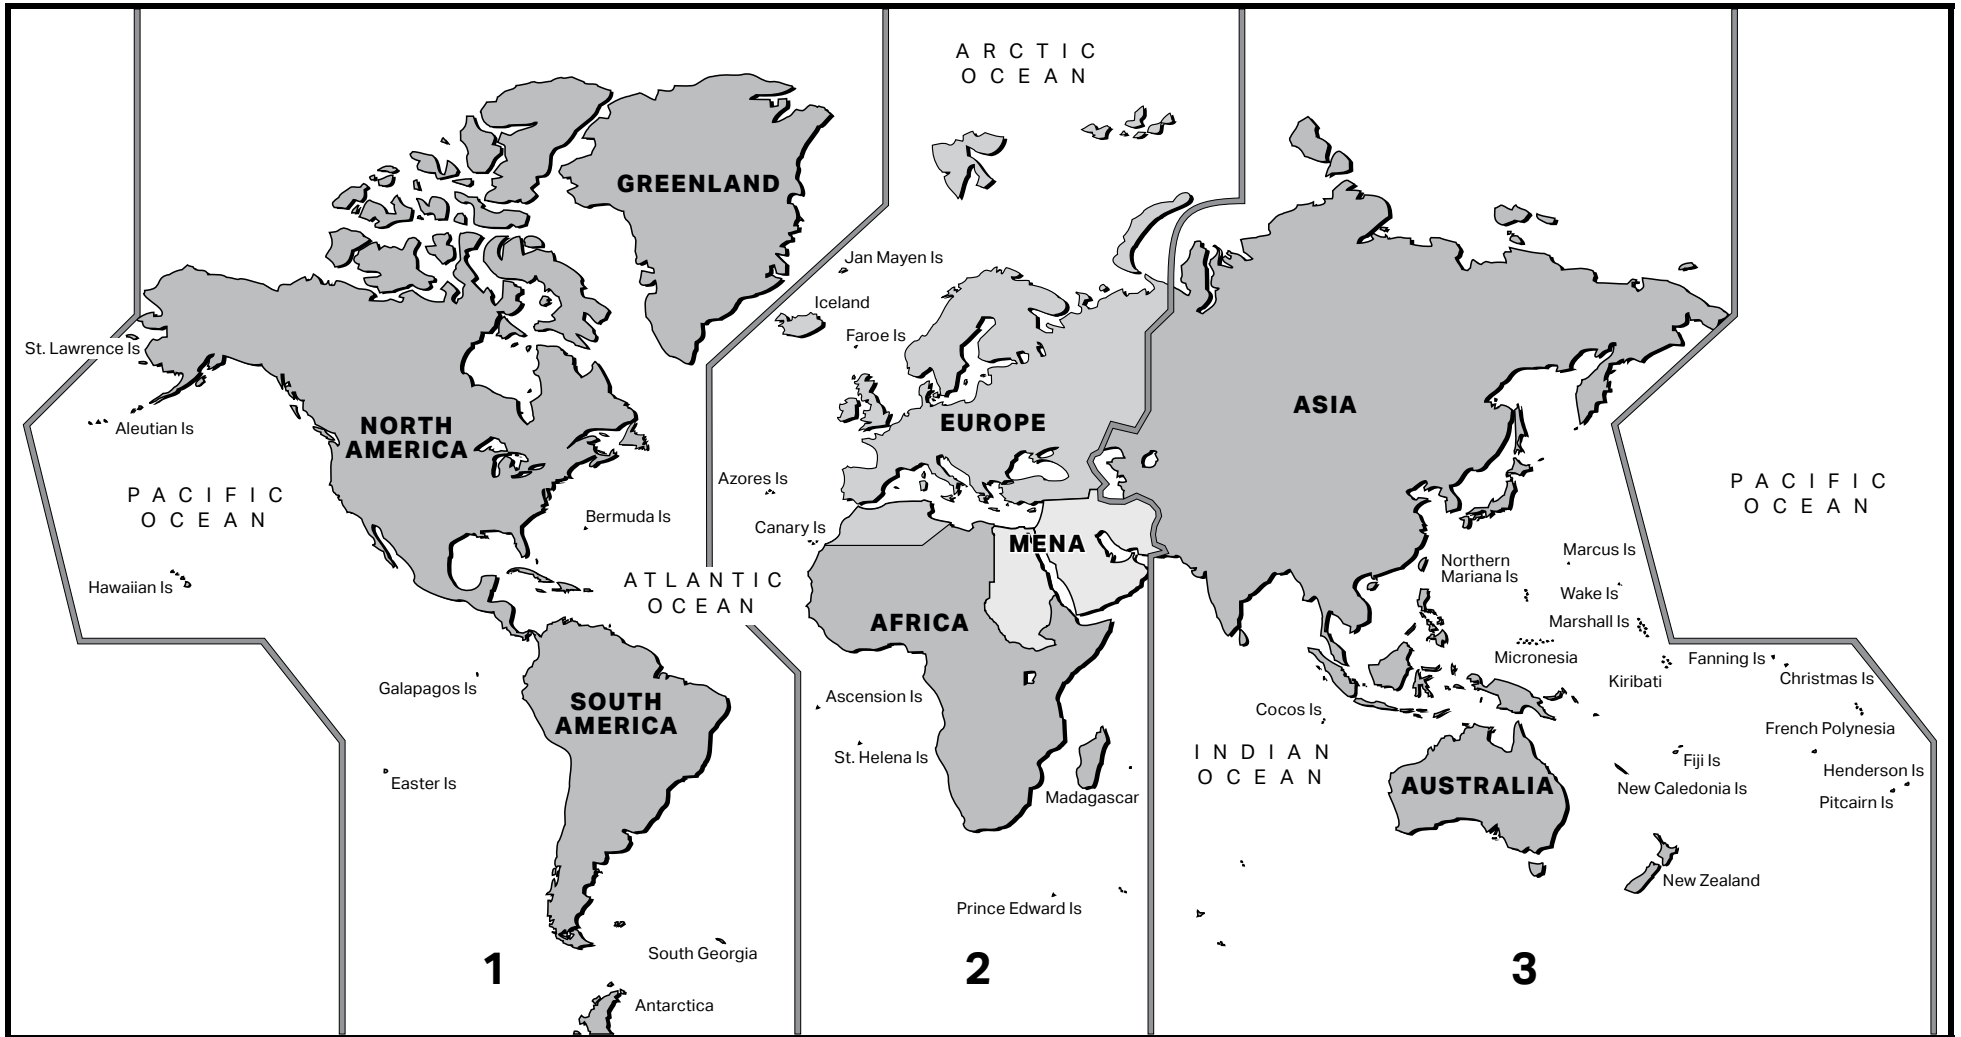 ARCTIC
OCEAN
GREENLAND
Jan Mayen Is
Iceland
Faroe Is
St. Lawrence Is
Aleutian Is
NORTH
AMERICA
EUROPE
ASIA
PACIFIC
OCEAN
Azores Is
Bermuda Is
Canary Is
MENA
PACIFIC
OCEAN
Hawaiian Is
ATLANTIC
OCEAN
AFRICA
Northern
Mariana Is
Marcus Is
Wake Is
Marshall Is
Micronesia
Kiribati
Fanning Is
Christmas Is
Galapagos Is
SOUTH
AMERICA
Ascension Is
St. Helena Is
Cocos Is
French Polynesia
INDIAN
OCEAN
Easter Is
Madagascar
AUSTRALIA
Fiji Is
New Caledonia Is
Henderson Is
Pitcairn Is
New Zealand
Prince Edward Is
South Georgia
Antarctica
1
2
3